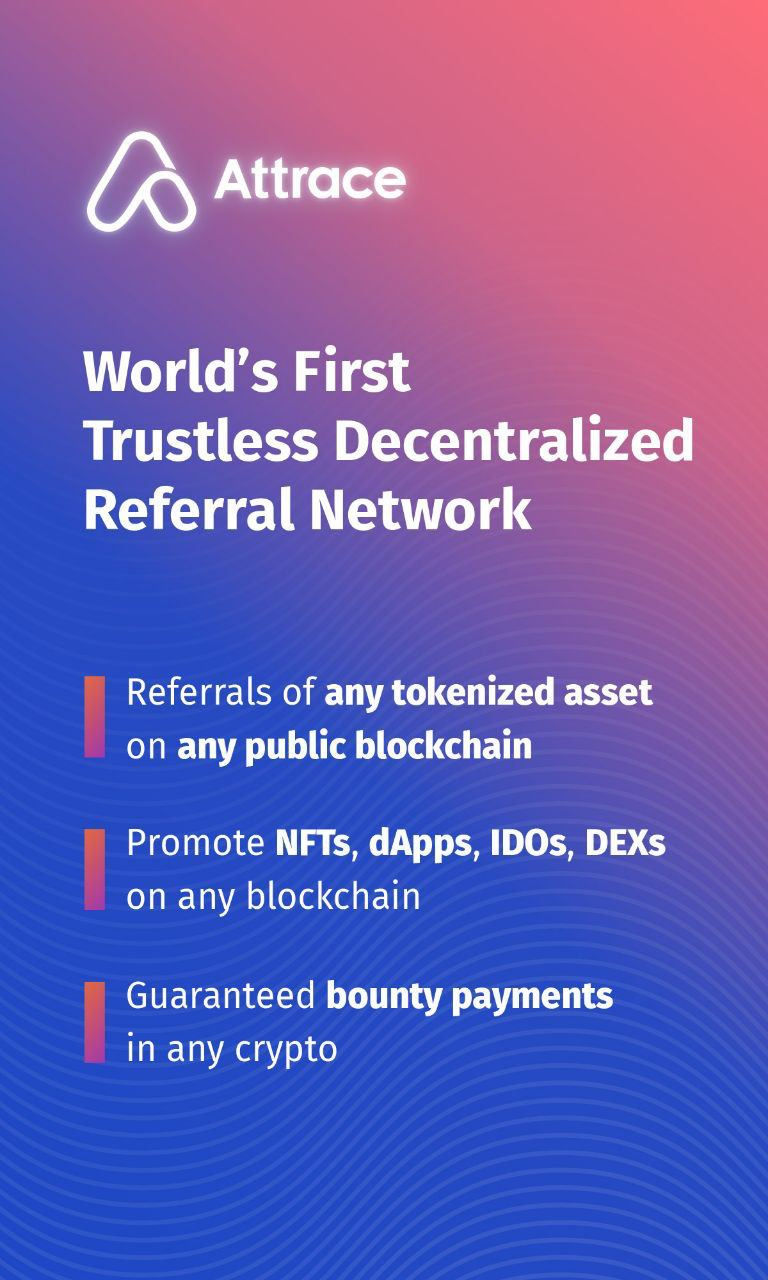 Attrace
World’s First
Trustless Decentralized
Referral Network
Referrals of any tokenized asset
on any public blockchain
Promote NFTs, dApps, IDOs, DEXs
on any blockchain
Guaranteed bounty payments
in any crypto